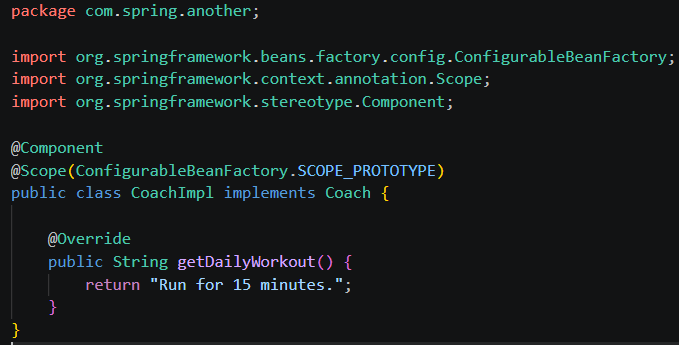 package com.spring.another;
import org.springframework.beans.factory.config.ConfigurableBeanFactory;
import org.springframework.context.annotation.Scope;
import org.springframework.stereotype.Component;
@Component
@Scope(ConfigurableBeanFactory.SCOPE_PROTOTYPE)
public class CoachImpl implements Coach {
@Override
public String getDailyWorkout() {
return "Run for 15 minutes.";
}
}